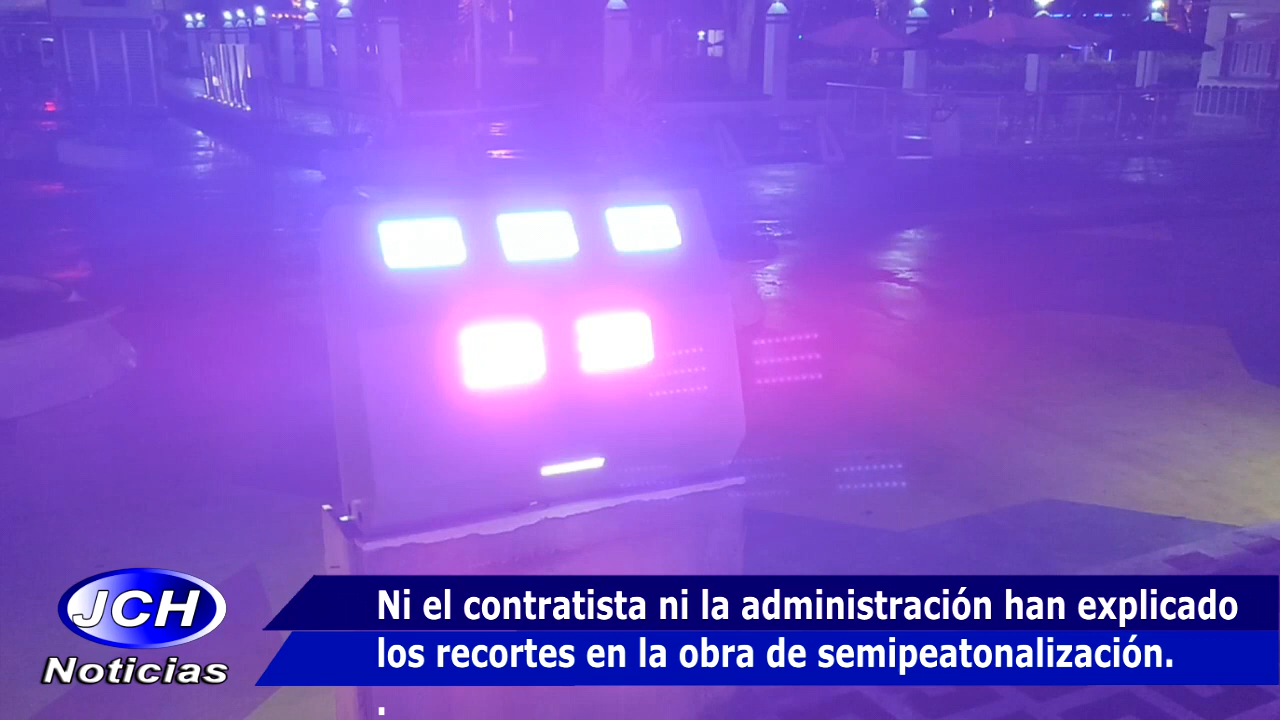 JCH
Noticias
Ni el contratista ni la administración han explicado
los recortes en la obra de semipeatonalización.
.